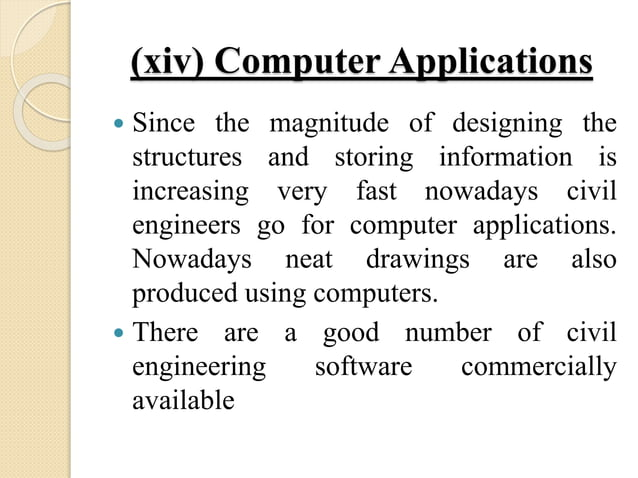 (xiv) Computer Applications
• Since the magnitude of designing the
structures and storing information is
increasing very fast nowadays civil
engineers go for computer applications.
Nowadays neat drawings are also
produced using computers.
• There are a good number of civil
engineering software commercially
available